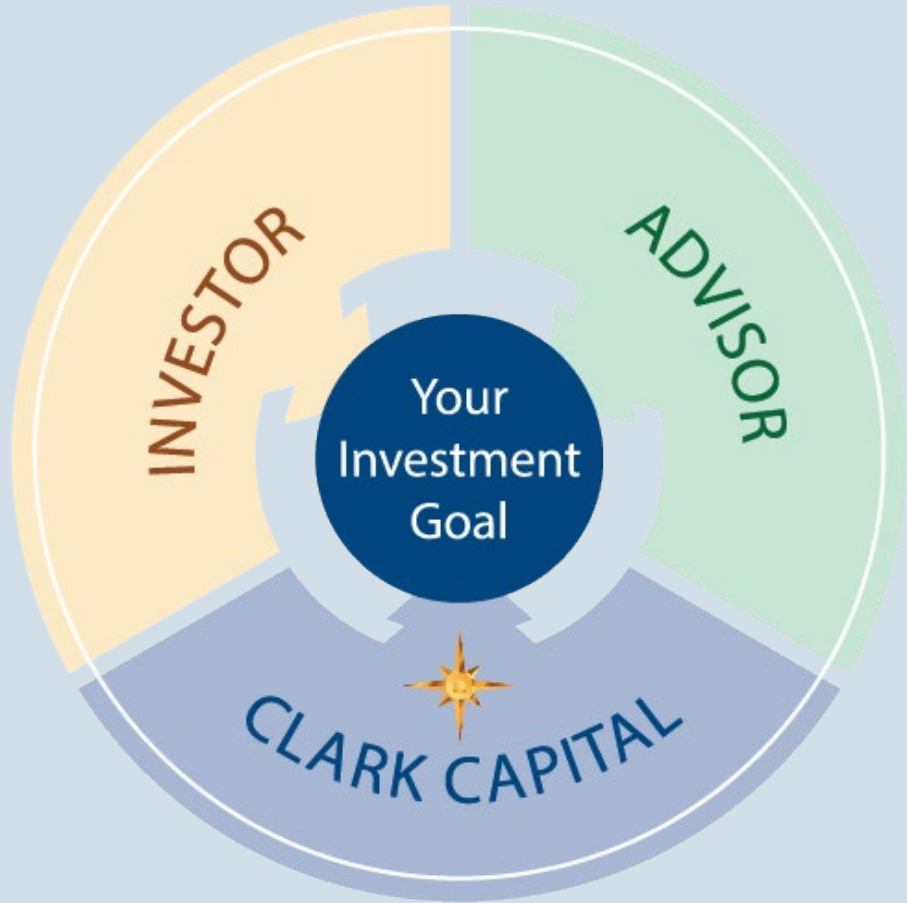 INVESTOR
ADVISOR
Your
Investment
Goal
CLARK CAPITAL